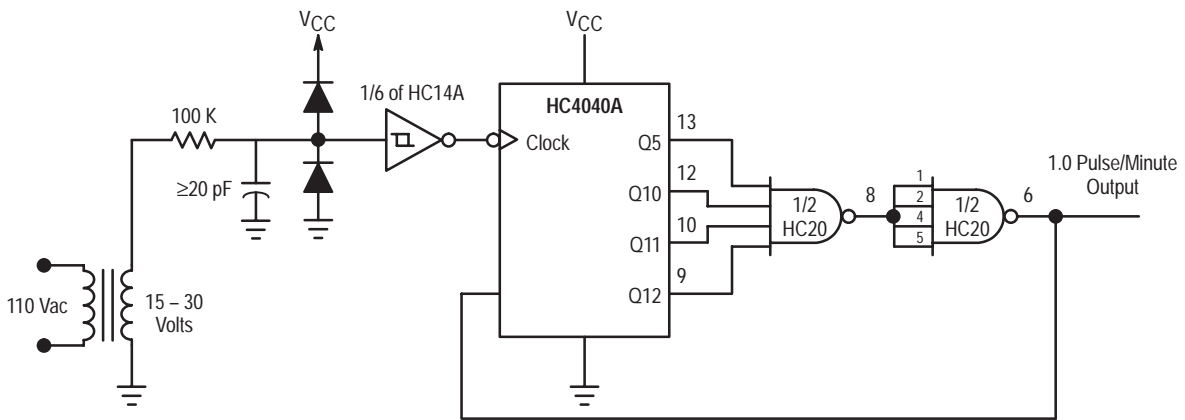 VCC
VCC
1/6 of HC14A
HC4040A
100 K
13
Clock
Q5
1.0 Pulse/Minute
Output
≥20 pF
12
Q10
1
2
4
5
8
6
1/2
HC20
1/2
HC20
10
Q11
9
Q12
110 Vac
15 – 30
Volts